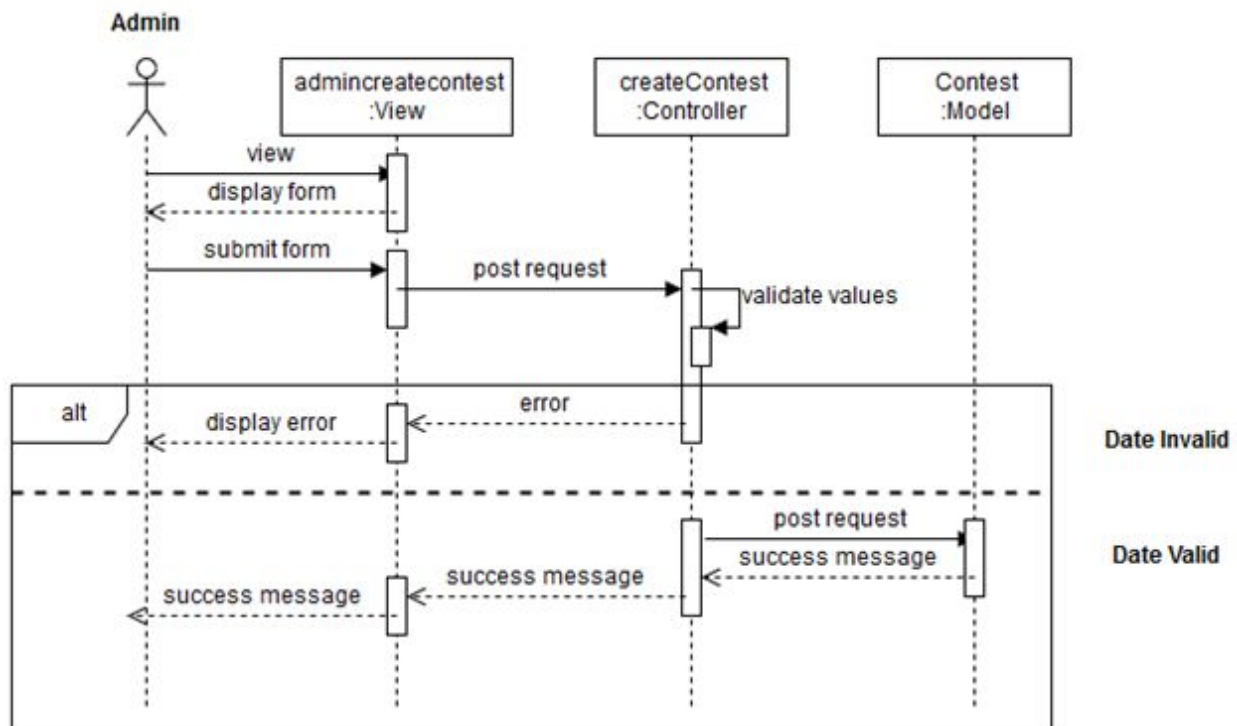 Admin
admincreatecontest
:View
createContest
:Controller
Contest
:Model
view
display form
submit form
post request
validate values
alt
error
display error
Date Invalid
post request
success message
Date Valid
success message
success message